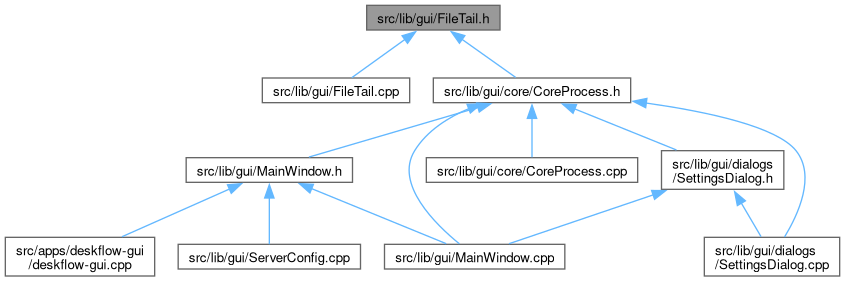 src/lib/gui/FileTail.h
src/lib/gui/FileTail.cpp
src/lib/gui/core/CoreProcess.h
src/lib/gui/MainWindow.h
src/lib/gui/core/CoreProcess.cpp
src/lib/gui/dialogs
/SettingsDialog.h
src/apps/deskflow-gui
/deskflow-gui.cpp
src/lib/gui/ServerConfig.cpp
src/lib/gui/MainWindow.cpp
src/lib/gui/dialogs
/SettingsDialog.cpp